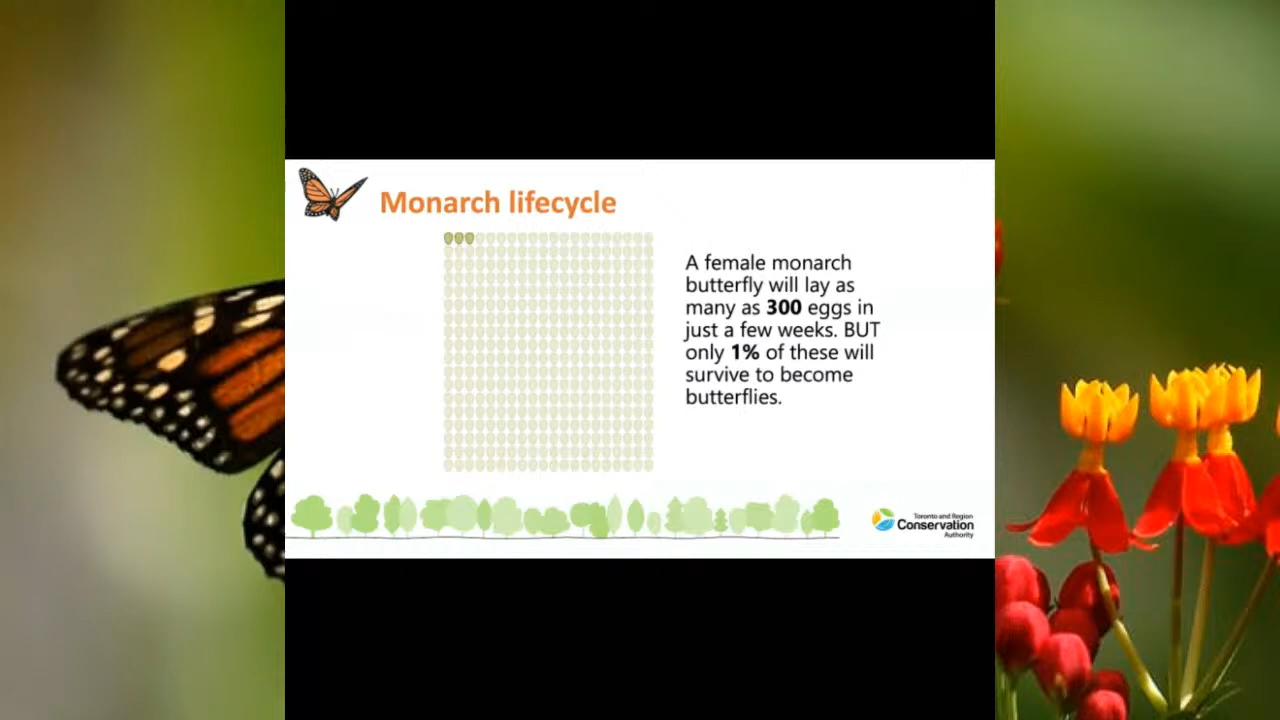 Monarch lifecycle
A female monarch
butterfly will lay as
many as 300 eggs in
just a few weeks. BUT
only 1% of these will
survive to become
butterflies.
Toronto and Region
Conservation
Authority